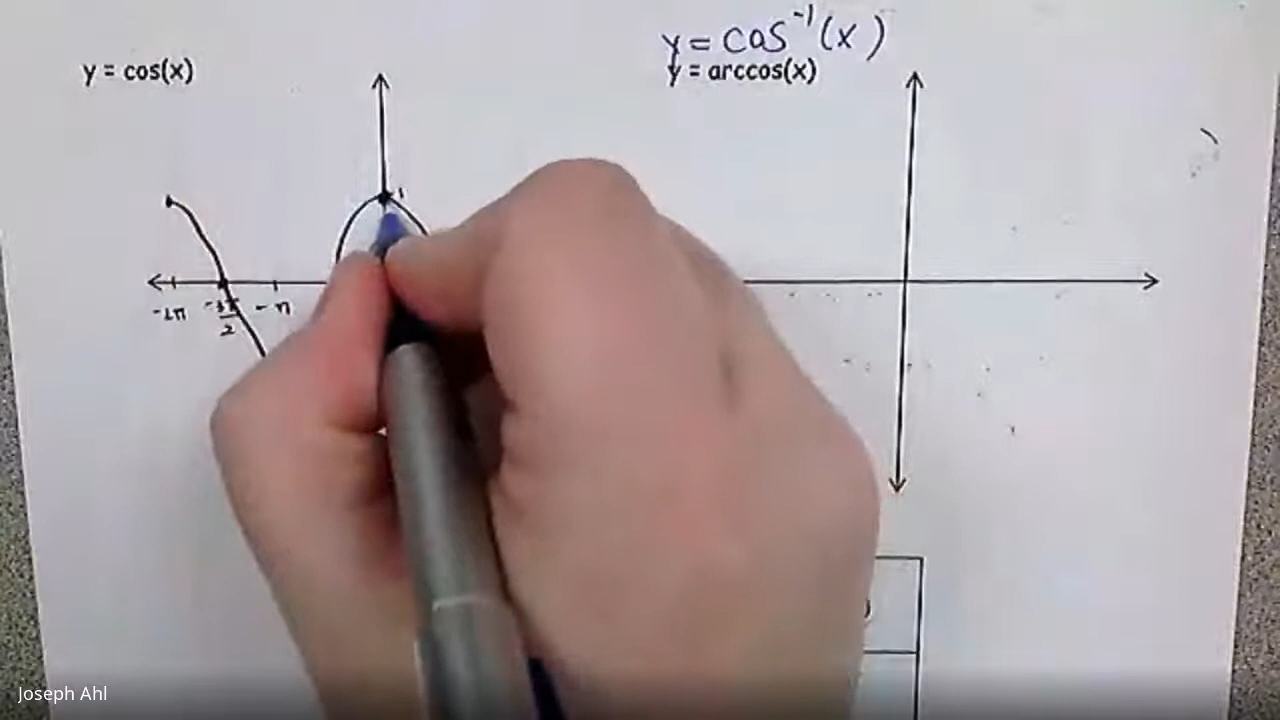 y = cos⁻¹(x)
y = cos(x)
y = arccos(x)
1
-2π -3π/2 -π
Joseph Ahl